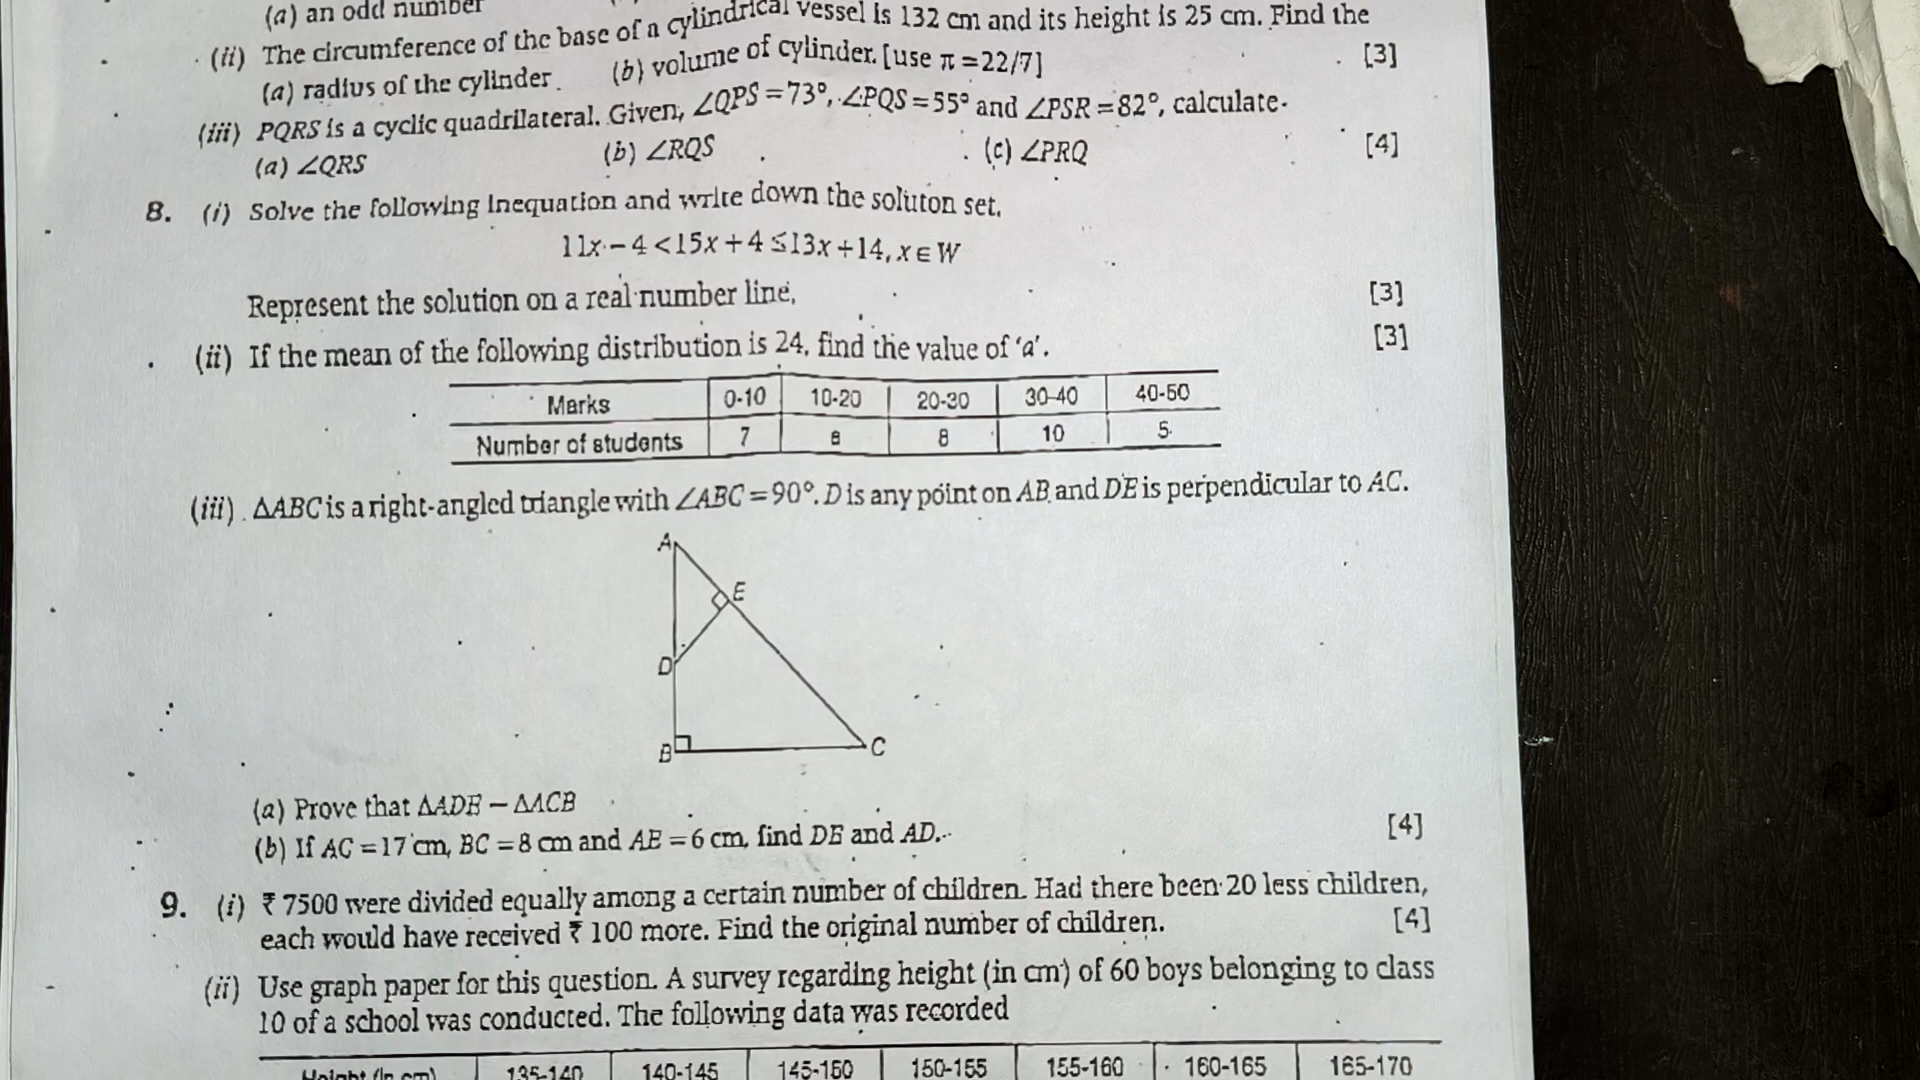 (a) an odd number
(ii) The circumference of the base of a cylindrical vessel is 132 cm and its height is 25 cm. Find the
(a) radius of the cylinder. (b) volume of cylinder. [use π = 22/7] [3]
(iii) PQRS is a cyclic quadrilateral. Given, ∠QPS = 73°, ∠PQS = 55° and ∠PSR = 82°, calculate
(a) ∠QRS (b) ∠RQS (c) ∠PRQ [4]
8. (i) Solve the following inequation and write down the soluton set.
11x - 4 < 15x + 4 ≤ 13x + 14, x ∈ W
Represent the solution on a real number line. [3]
(ii) If the mean of the following distribution is 24, find the value of 'a'. [3]
Marks 0-10 10-20 20-30 30-40 40-50
Number of students 7 a 8 10 5
(iii) ΔABC is a right-angled triangle with ∠ABC = 90°. D is any point on AB and DE is perpendicular to AC.
A
E
D
B C
(a) Prove that ΔADE ~ ΔACB
(b) If AC = 17 cm, BC = 8 cm and AE = 6 cm, find DE and AD. [4]
9. (i) ₹ 7500 were divided equally among a certain number of children. Had there been 20 less children,
each would have received ₹ 100 more. Find the original number of children. [4]
(ii) Use graph paper for this question. A survey regarding height (in cm) of 60 boys belonging to class
10 of a school was conducted. The following data was recorded
Height (in cm) 135-140 140-145 145-150 150-155 155-160 160-165 165-170